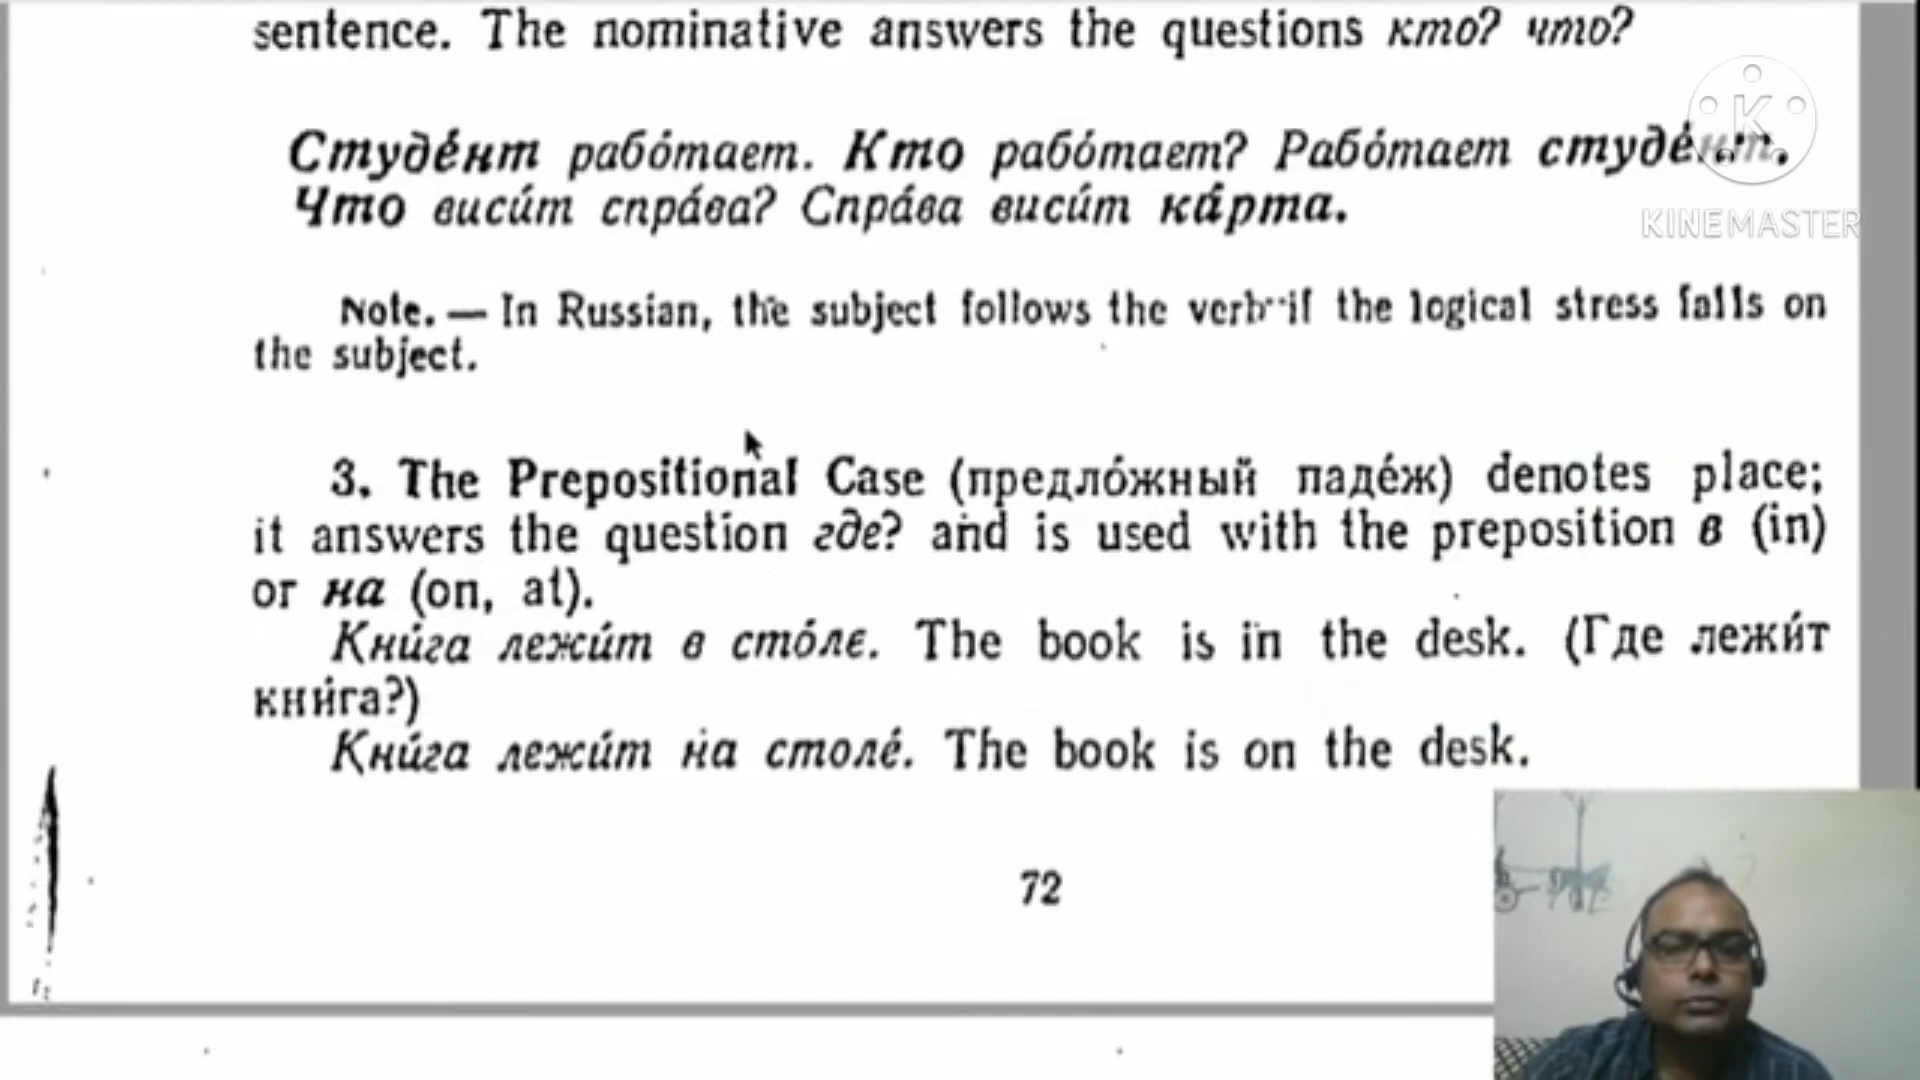 sentence. The nominative answers the questions кто? что?
Студе́нт рабо́тает. Кто рабо́тает? Рабо́тает студе́нт.
Что виси́т спра́ва? Спра́ва виси́т ка́рта.
Note. — In Russian, the subject follows the verb if the logical stress falls on
the subject.
3. The Prepositional Case (предло́жный паде́ж) denotes place;
it answers the question где? and is used with the preposition в (in)
or на (on, at).
Кни́га лежи́т в сто́ле. The book is in the desk. (Где лежи́т
кни́га?)
Кни́га лежи́т на столе́. The book is on the desk.
72
K
KINEMASTER